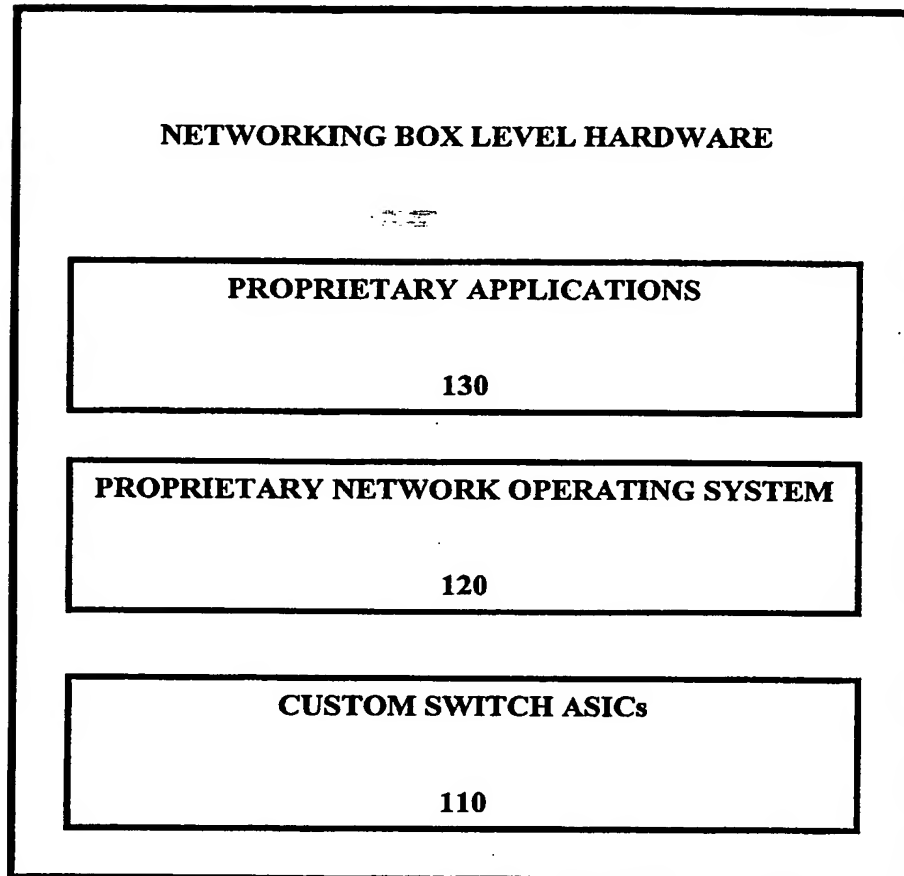 NETWORKING BOX LEVEL HARDWARE
PROPRIETARY APPLICATIONS
130
PROPRIETARY NETWORK OPERATING SYSTEM
120
CUSTOM SWITCH ASICs
110